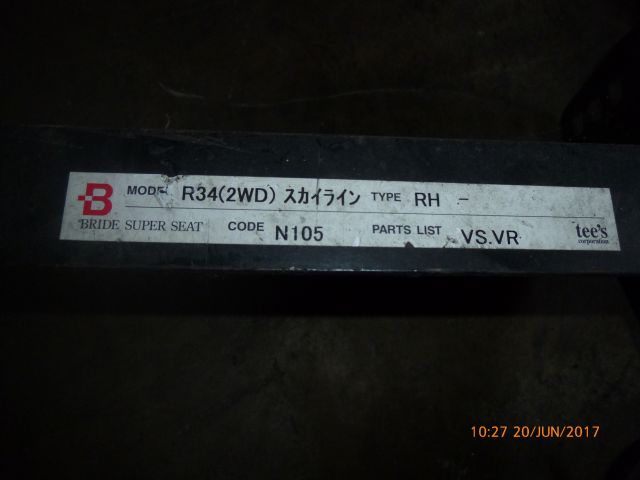 B MODEL R34(2WD) スカイライン TYPE RH -
BRIDE SUPER SEAT CODE N105 PARTS LIST VS.VR tee's
corporation
10:27 20/JUN/2017